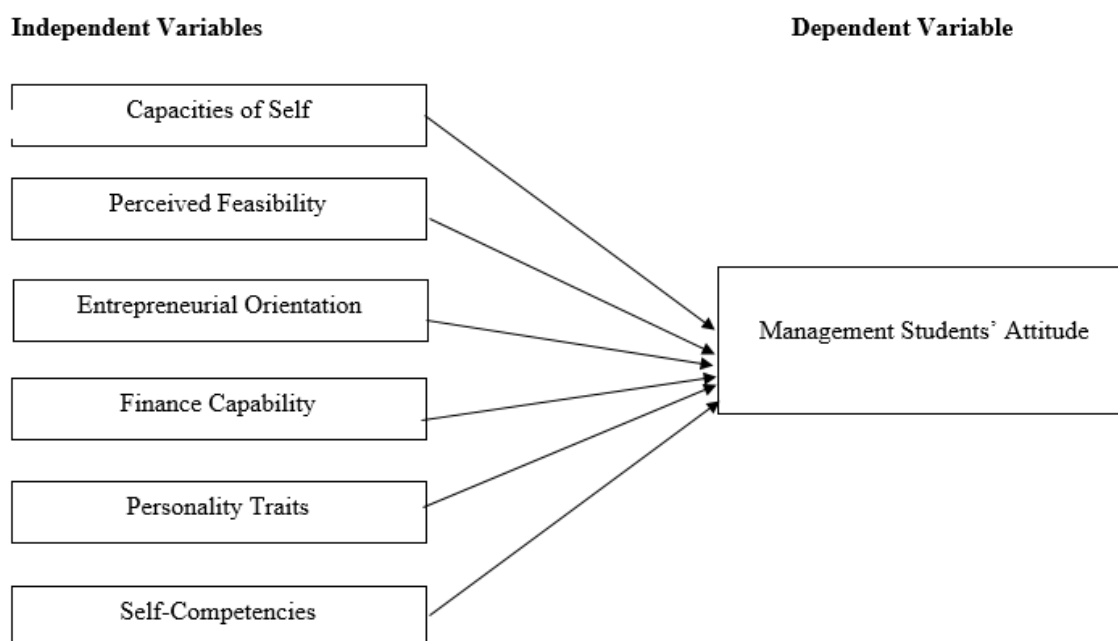 Independent Variables
Dependent Variable
Capacities of Self
Perceived Feasibility
Entrepreneurial Orientation
Management Students’ Attitude
Finance Capability
Personality Traits
Self-Competencies